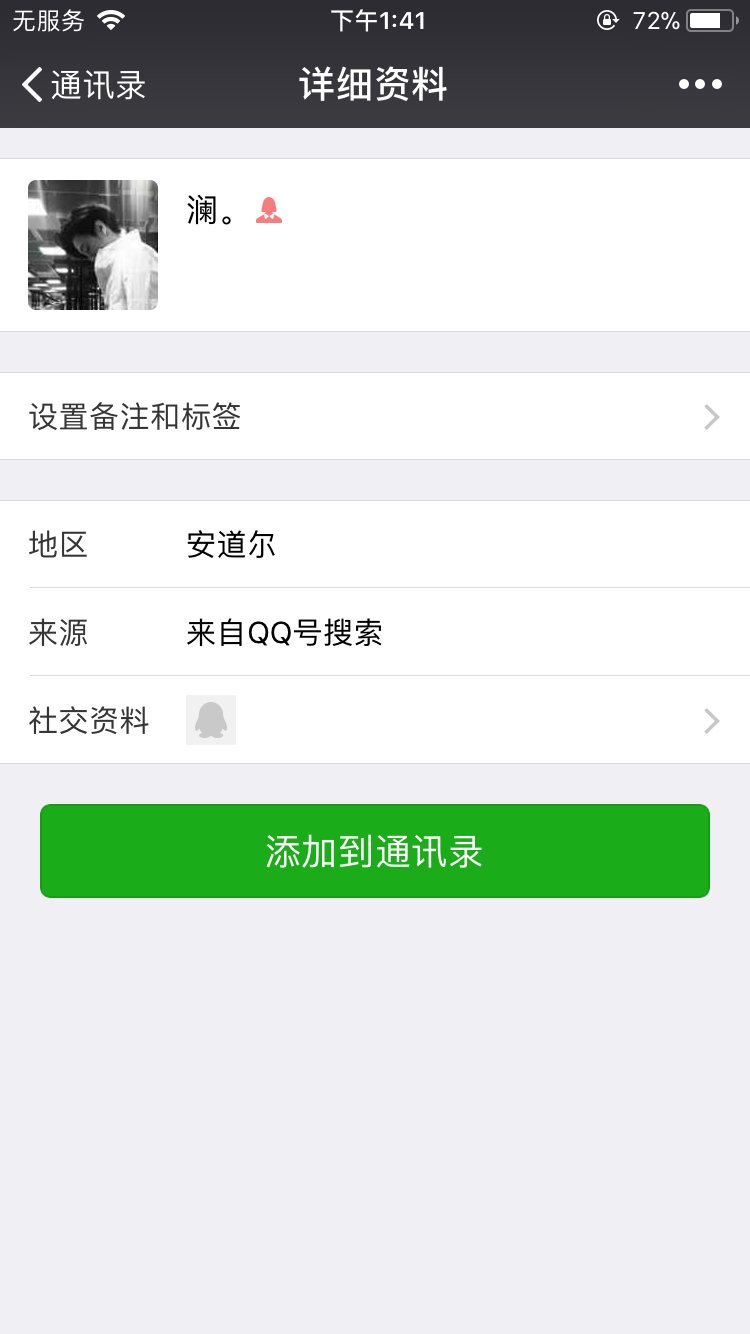 无服务 下午1:41 72%
通讯录 详细资料
澜。
设置备注和标签
地区 安道尔
来源 来自QQ号搜索
社交资料
添加到通讯录